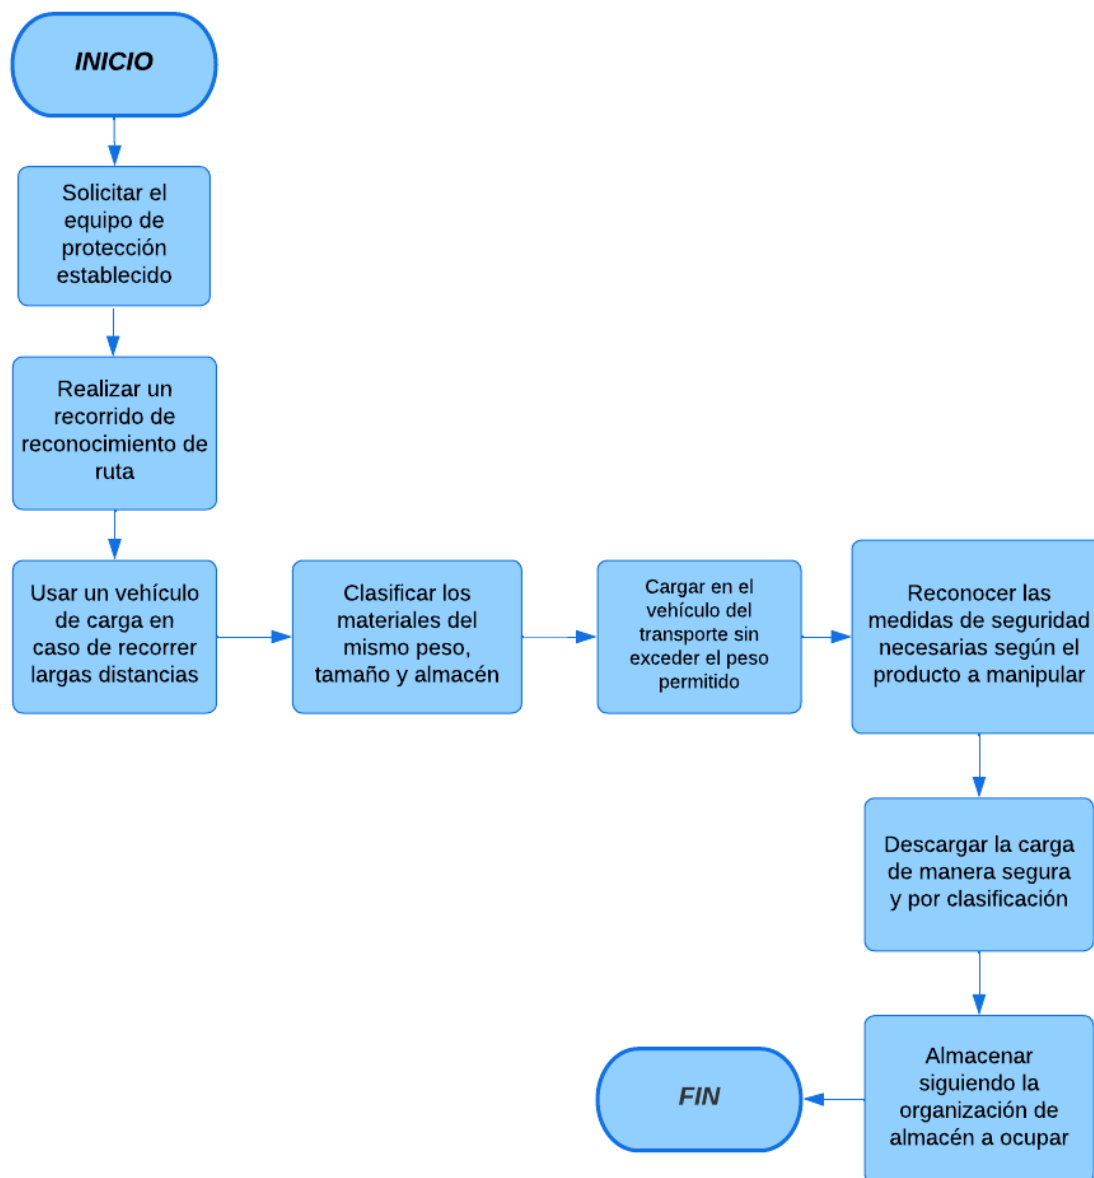 INICIO
Solicitar el
equipo de
protección
establecido
Realizar un
recorrido de
reconocimiento de
ruta
Usar un vehículo
de carga en
caso de recorrer
largas distancias
Clasificar los
materiales del
mismo peso,
tamaño y almacén
Cargar en el
vehículo del
transporte sin
exceder el peso
permitido
Reconocer las
medidas de seguridad
necesarias según el
producto a manipular
Descargar la carga
de manera segura
y por clasificación
Almacenar
siguiendo la
organización de
almacén a ocupar
FIN